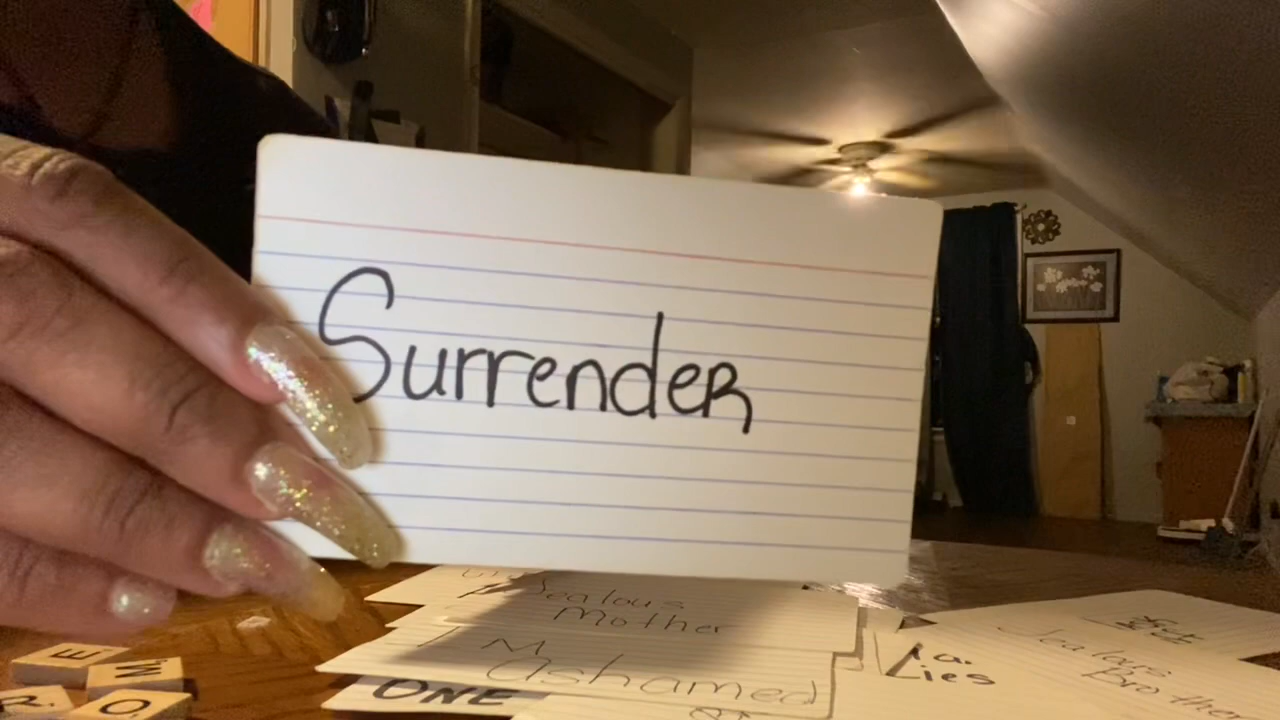 Surrender
Jealous
Mother
I M
Ashamed
ONE
Lies
Jealous
Brother
E
M
R
O